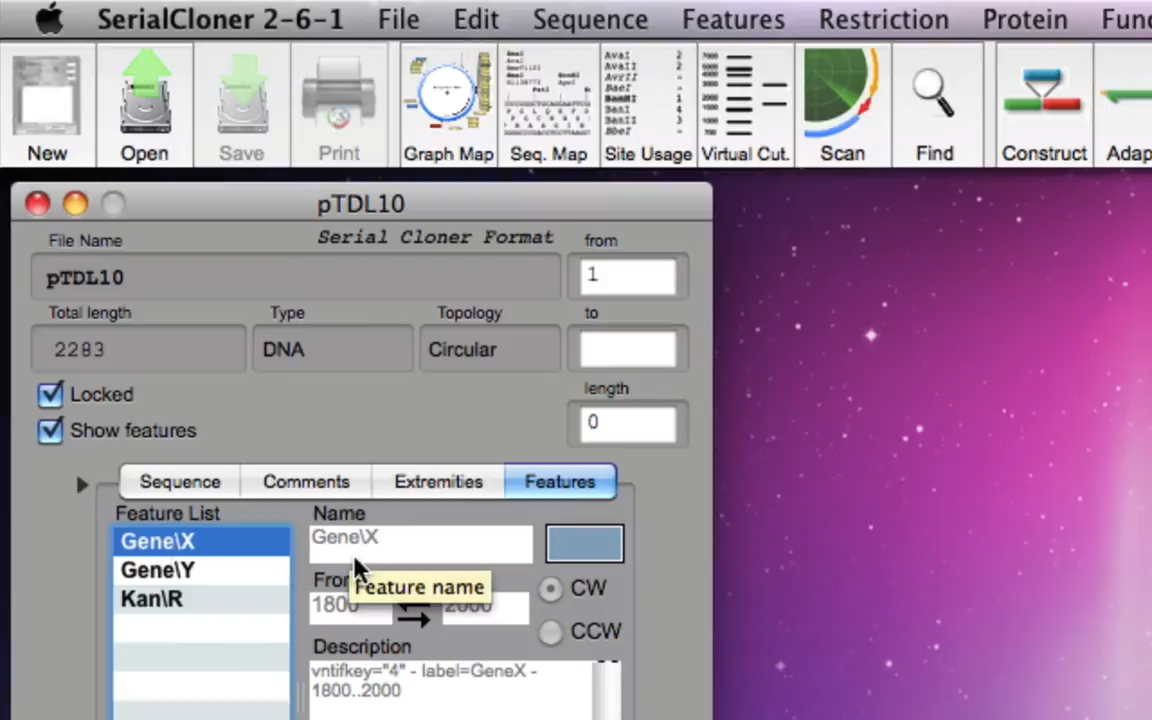 SerialCloner 2-6-1 File Edit Sequence Features Restriction Protein Fun
New Open Save Print Graph Map Seq. Map Site Usage Virtual Cut. Scan Find Construct Adap
pTDL10
File Name Serial Cloner Format from
pTDL10 1
Total length Type Topology to
2283 DNA Circular
Locked length
Show features 0
Sequence Comments Extremities Features
Feature List Name
Gene\X Gene\X
Gene\Y Feature name CW
Kan\R 1800 2000
CCW
Description
vntifkey="4" - label=GeneX -
1800..2000